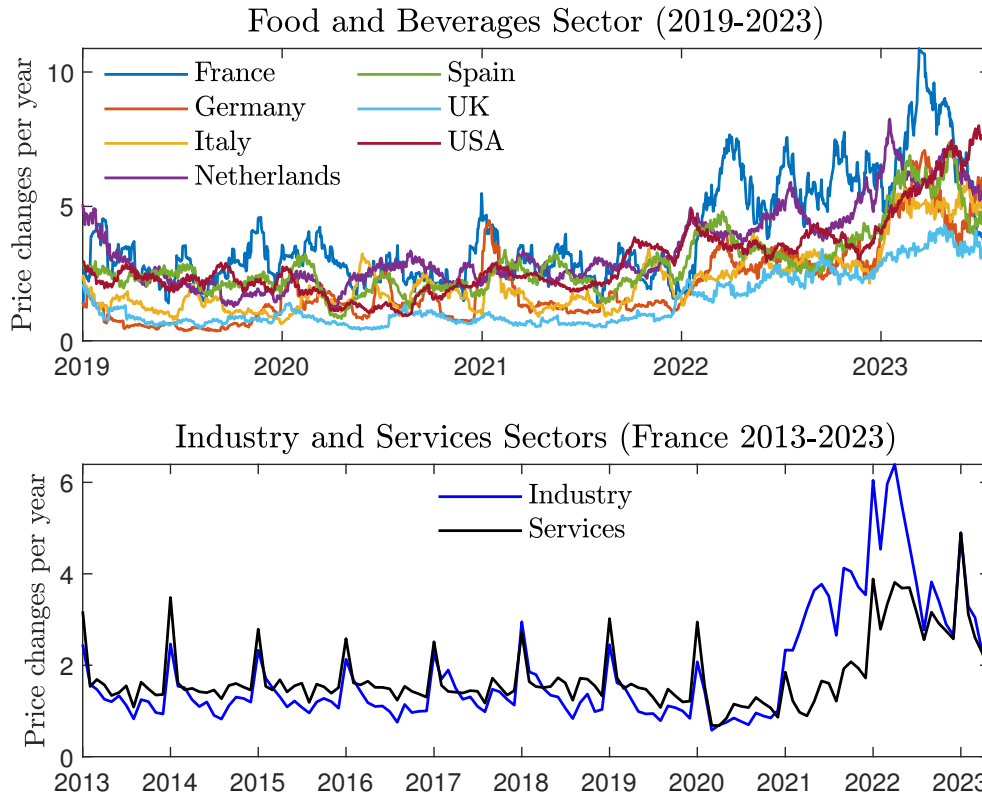 Food and Beverages Sector (2019-2023)
Price changes per year
10
5
0
France
Germany
Italy
Netherlands
Spain
UK
USA
2019 2020 2021 2022 2023
Industry and Services Sectors (France 2013-2023)
Price changes per year
6
4
2
0
Industry
Services
2013 2014 2015 2016 2017 2018 2019 2020 2021 2022 2023